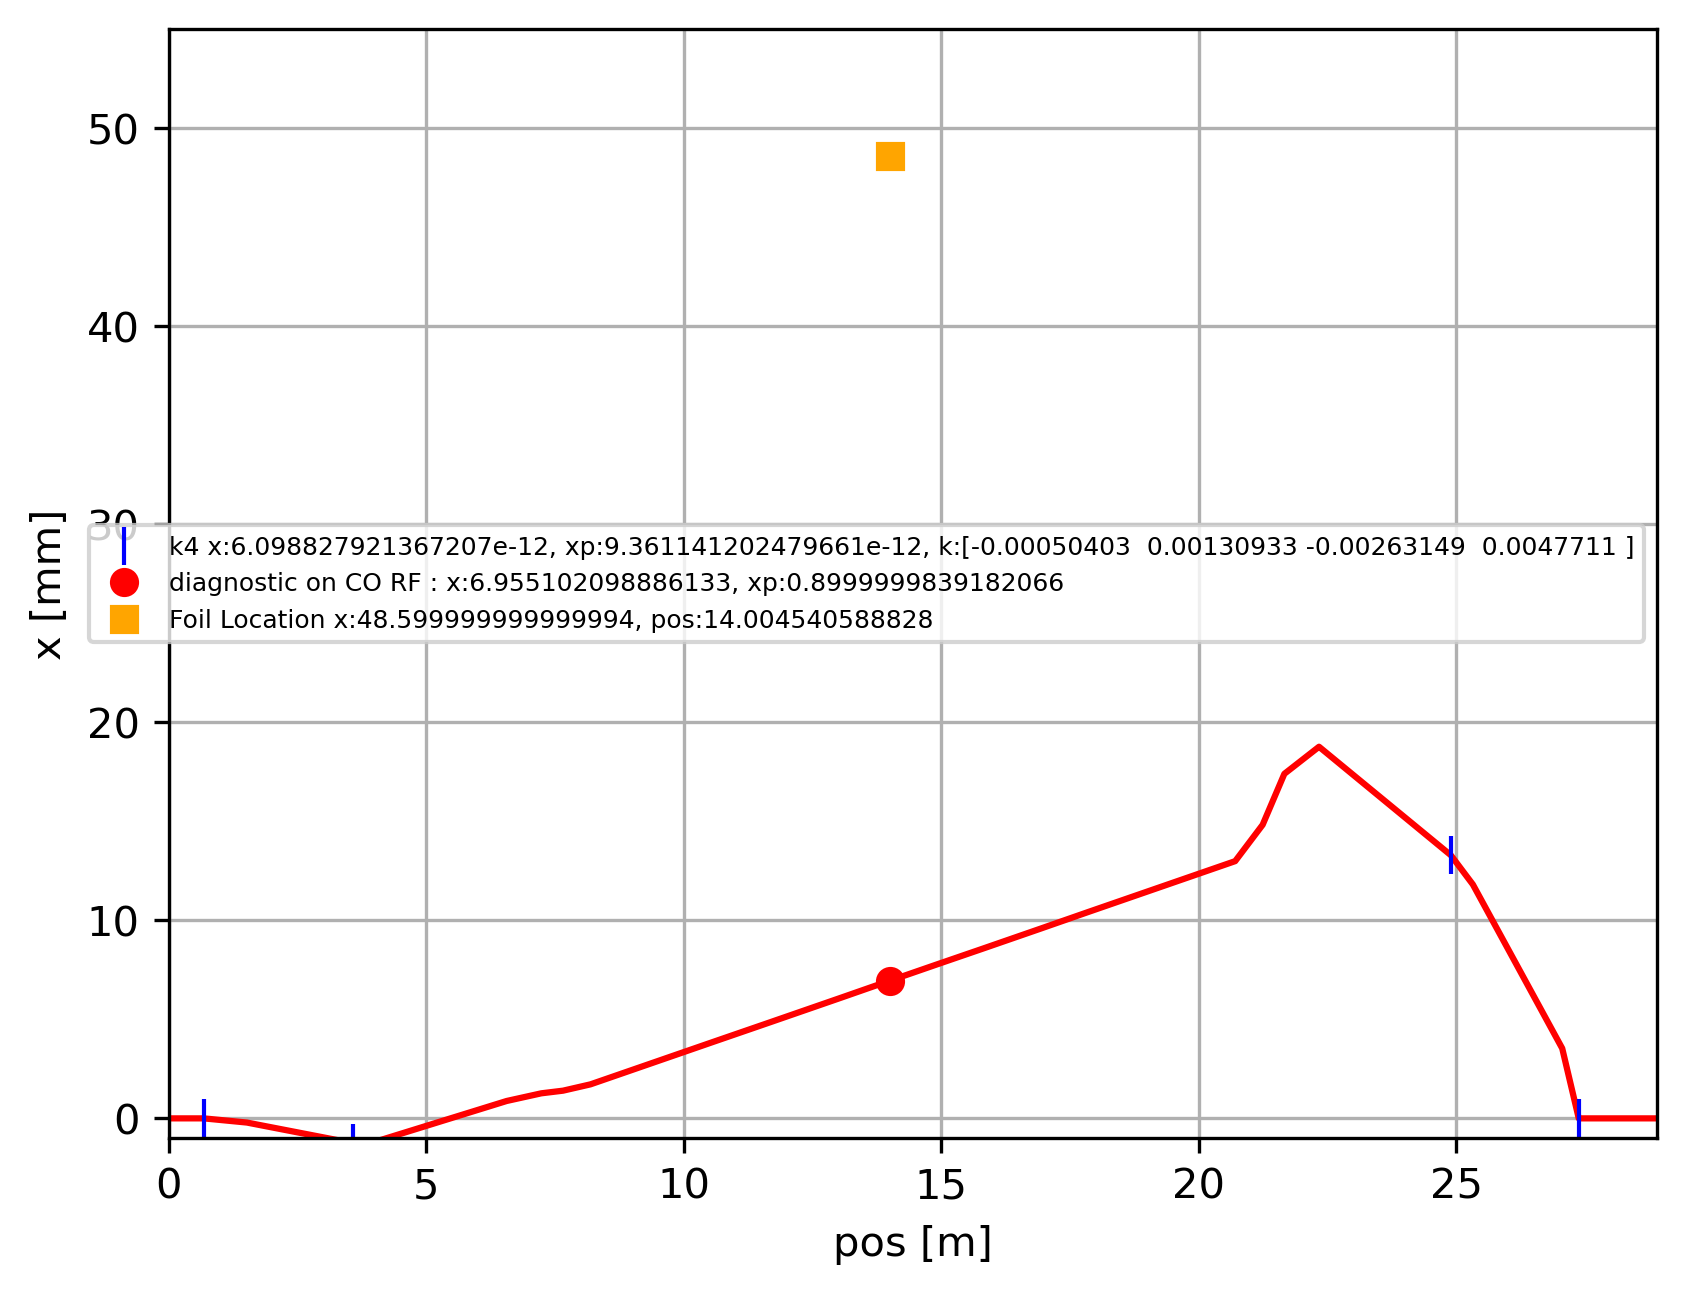 50
40
30
20
10
0
x [mm]
k4 x:6.098827921367207e-12, xp:9.361141202479661e-12, k:[-0.00050403  0.00130933 -0.00263149  0.0047711 ]
diagnostic on CO RF : x:6.955102098886133, xp:0.8999999839182066
Foil Location x:48.599999999999994, pos:14.004540588828
0 5 10 15 20 25
pos [m]